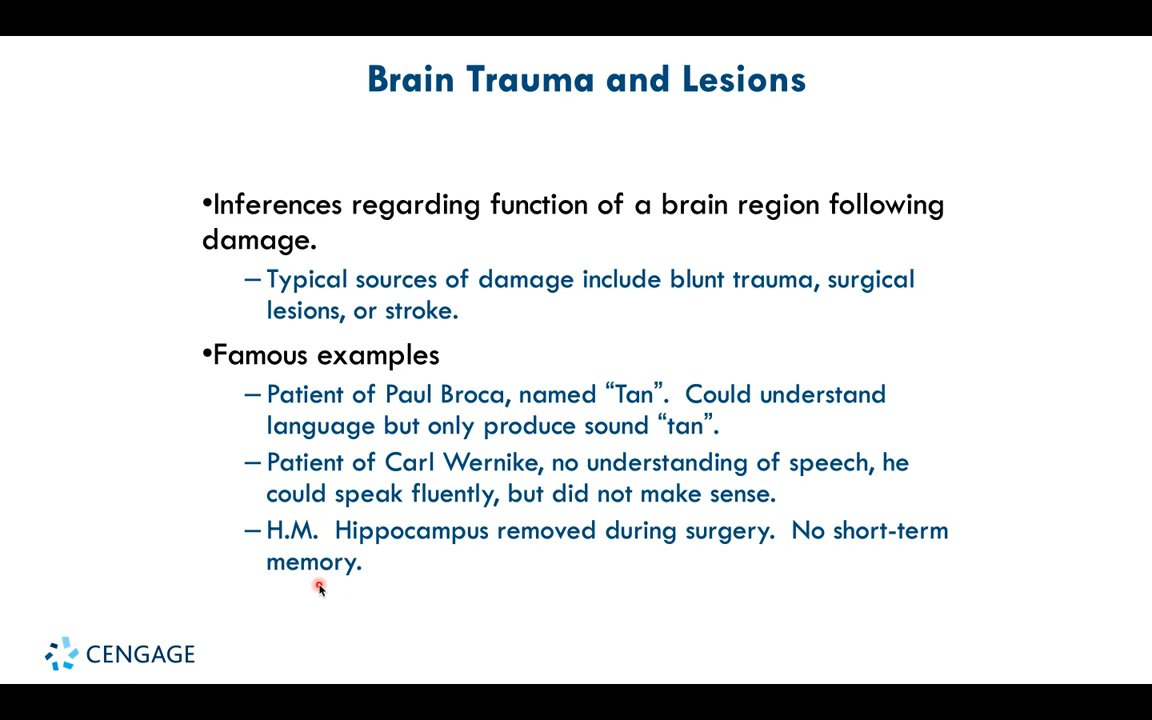 Brain Trauma and Lesions
•Inferences regarding function of a brain region following
damage.
– Typical sources of damage include blunt trauma, surgical
lesions, or stroke.
•Famous examples
– Patient of Paul Broca, named “Tan”. Could understand
language but only produce sound “tan”.
– Patient of Carl Wernike, no understanding of speech, he
could speak fluently, but did not make sense.
– H.M. Hippocampus removed during surgery. No short-term
memory.
CENGAGE